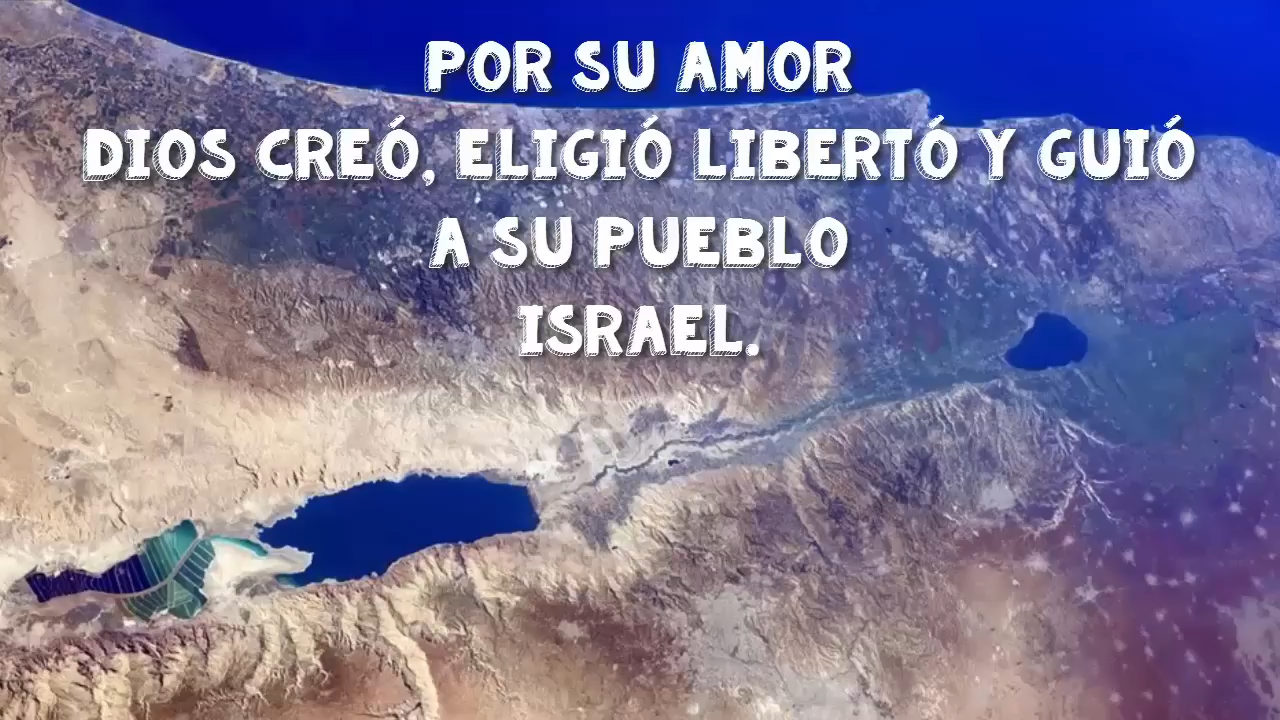 POR SU AMOR
DIOS CREÓ, ELIGIÓ LIBERTÓ Y GUIÓ
A SU PUEBLO
ISRAEL.